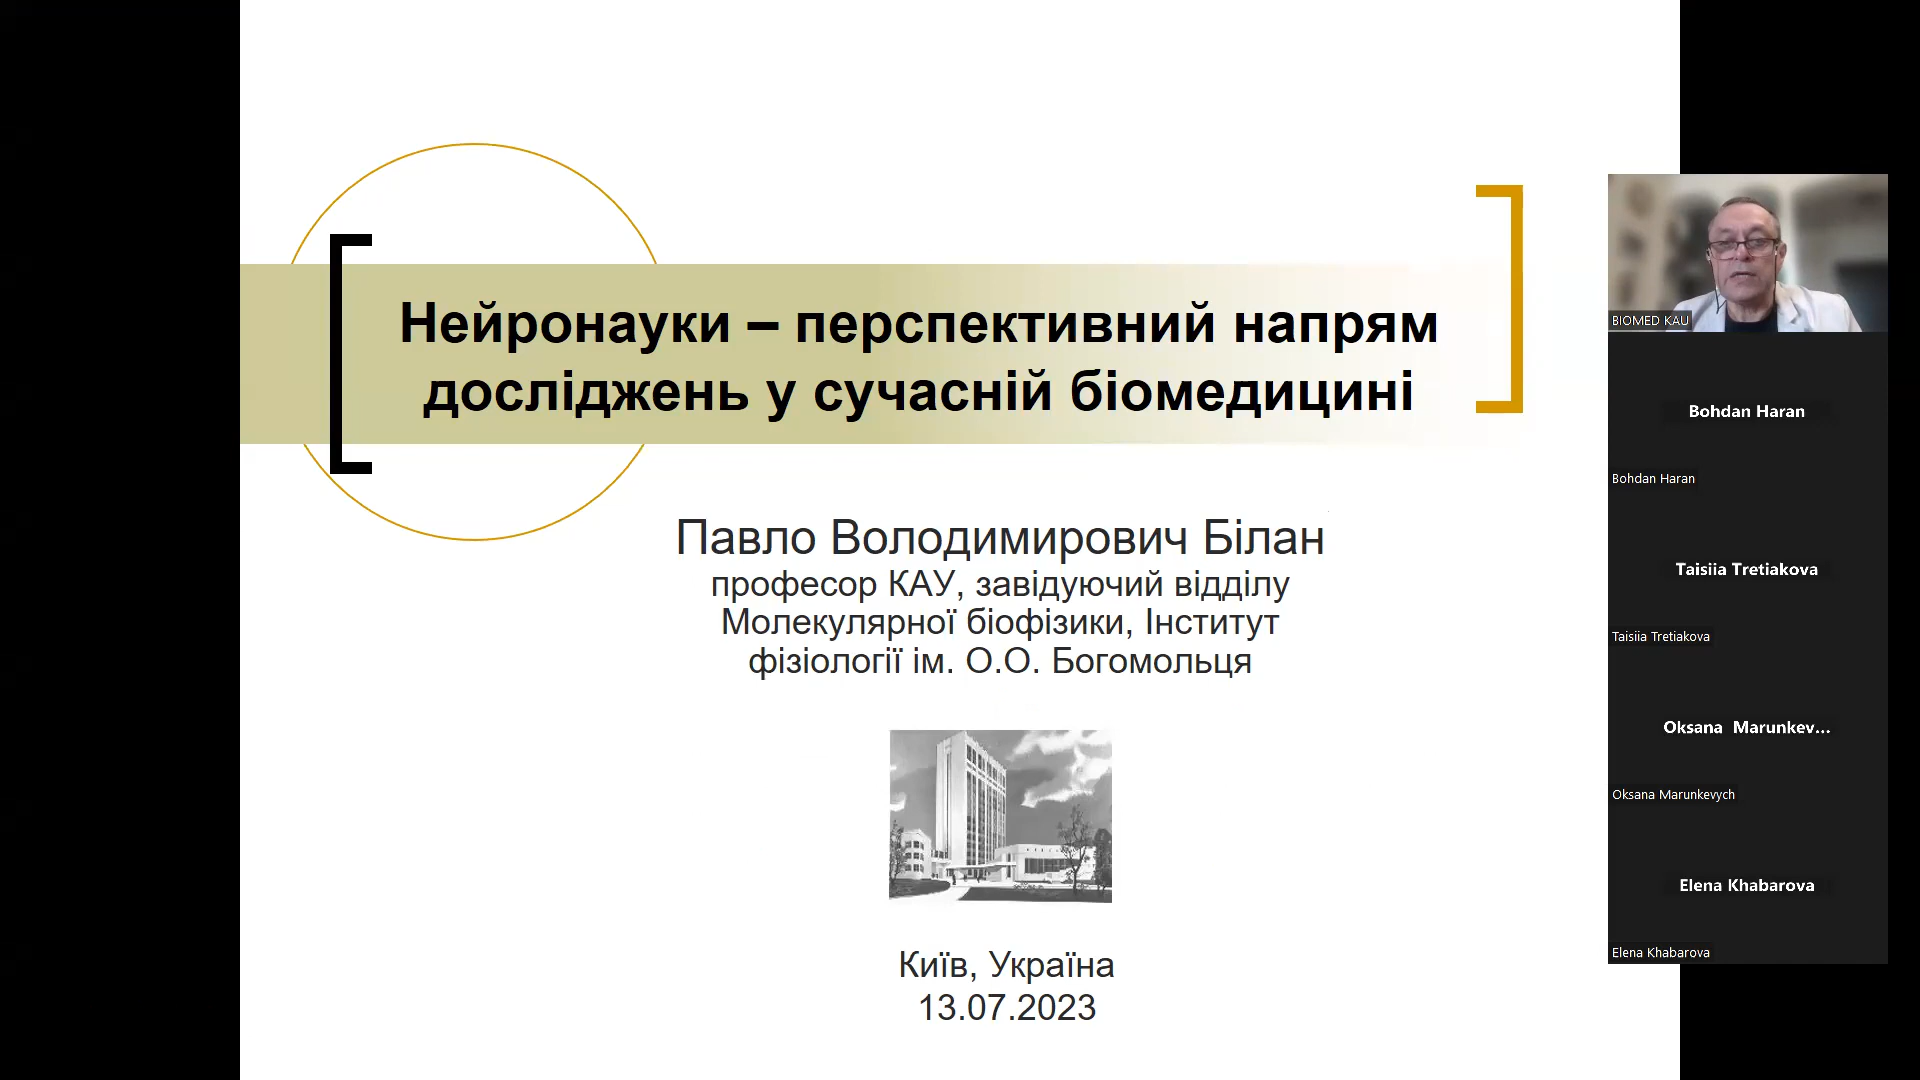 Нейронауки – перспективний напрям
досліджень у сучасній біомедицині
Павло Володимирович Білан
професор КАУ, завідуючий відділу
Молекулярної біофізики, Інститут
фізіології ім. О.О. Богомольця
Київ, Україна
13.07.2023
BIOMED KAU
Bohdan Haran
Bohdan Haran
Taisiia Tretiakova
Taisiia Tretiakova
Oksana Marunkev...
Oksana Marunkevych
Elena Khabarova
Elena Khabarova